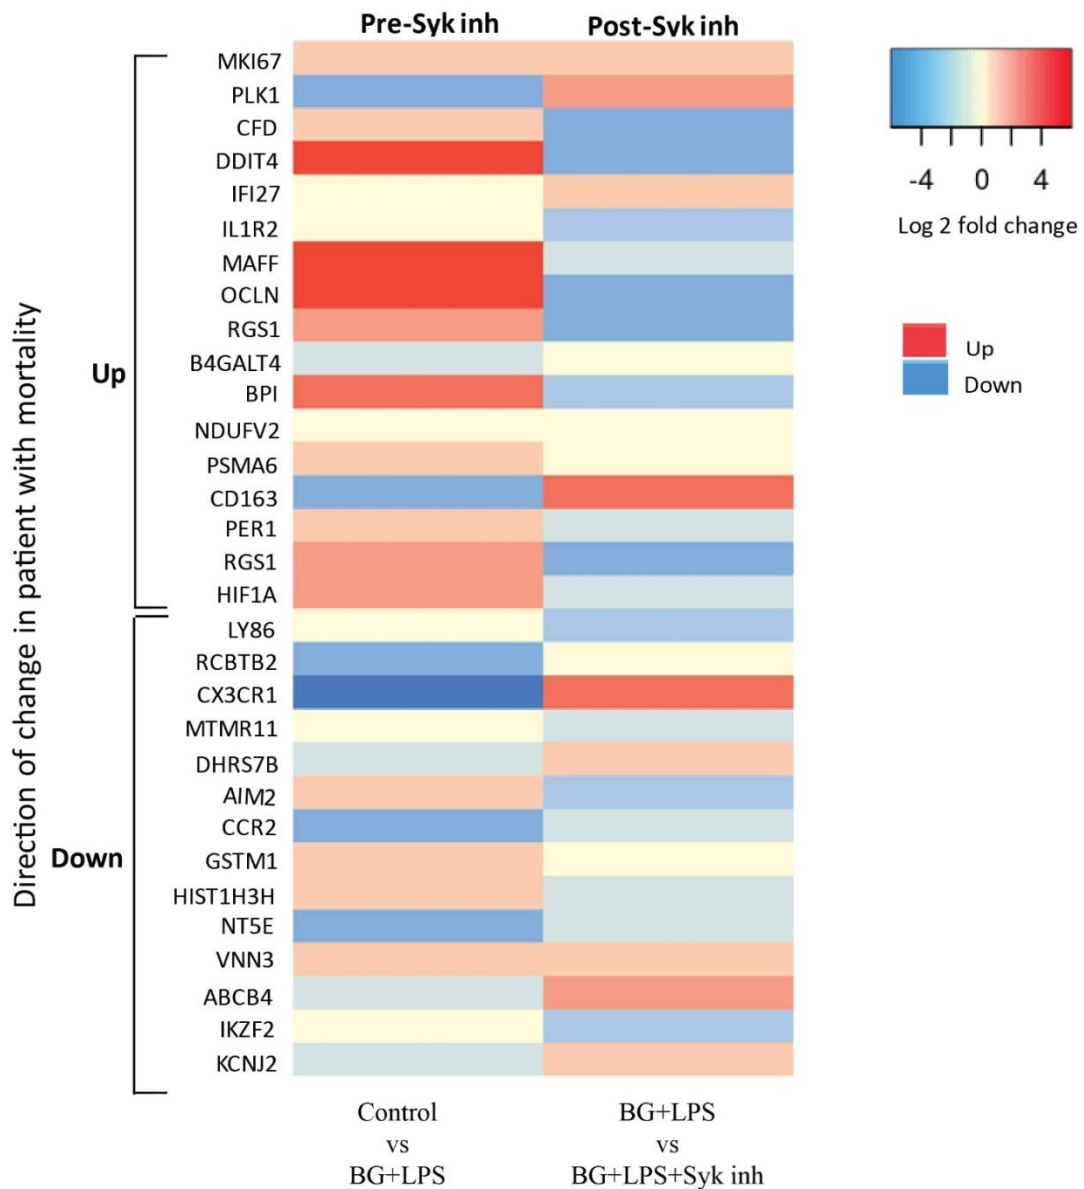 Pre-Syk inh
Post-Syk inh
MKI67
PLK1
CFD
DDIT4
IFI27
IL1R2
MAFF
OCLN
RGS1
B4GALT4
BPI
NDUFV2
PSMA6
CD163
PER1
RGS1
HIF1A
LY86
RCBTB2
CX3CR1
MTMR11
DHRS7B
AIM2
CCR2
GSTM1
HIST1H3H
NT5E
VNN3
ABCB4
IKZF2
KCNJ2
Direction of change in patient with mortality
Up
Down
-4 0 4
Log 2 fold change
Up
Down
Control
vs
BG+LPS
BG+LPS
vs
BG+LPS+Syk inh